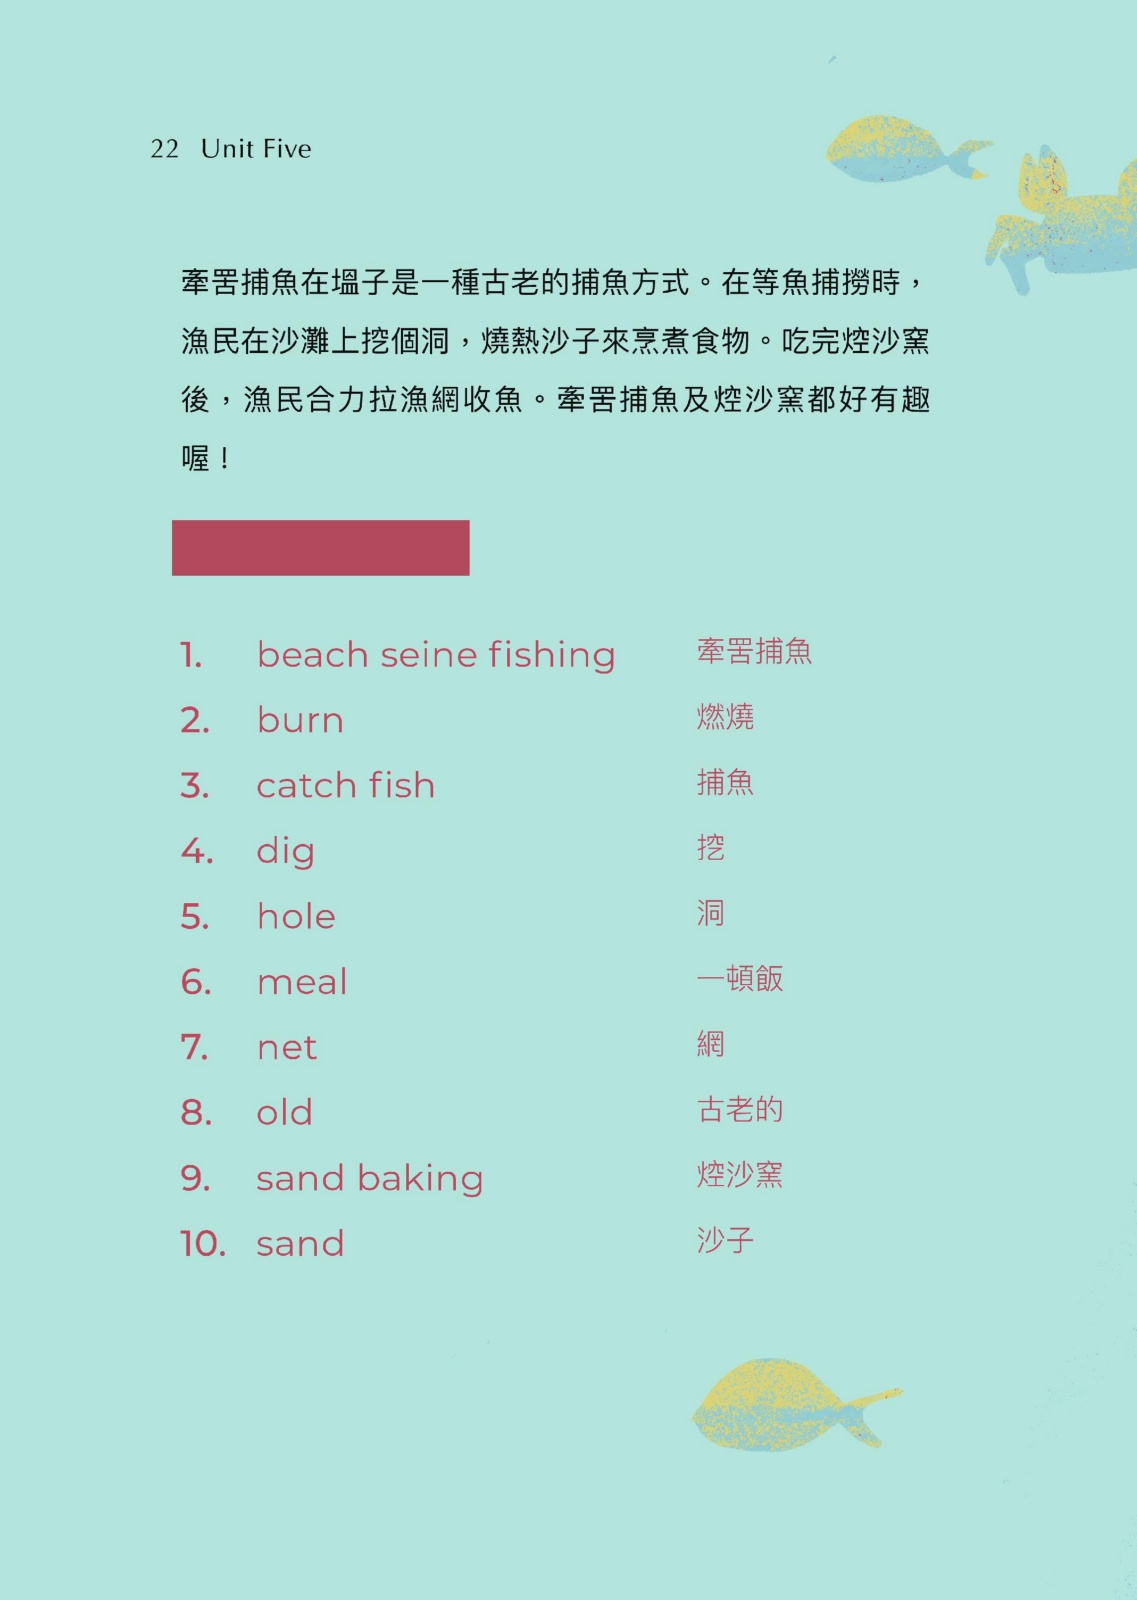 22 Unit Five
牽罟捕魚在塭子是一種古老的捕魚方式。在等魚捕撈時，
漁民在沙灘上挖個洞，燒熱沙子來烹煮食物。吃完焢沙窯
後，漁民合力拉漁網收魚。牽罟捕魚及焢沙窯都好有趣
喔！
1. beach seine fishing 牽罟捕魚
2. burn 燃燒
3. catch fish 捕魚
4. dig 挖
5. hole 洞
6. meal 一頓飯
7. net 網
8. old 古老的
9. sand baking 焢沙窯
10. sand 沙子